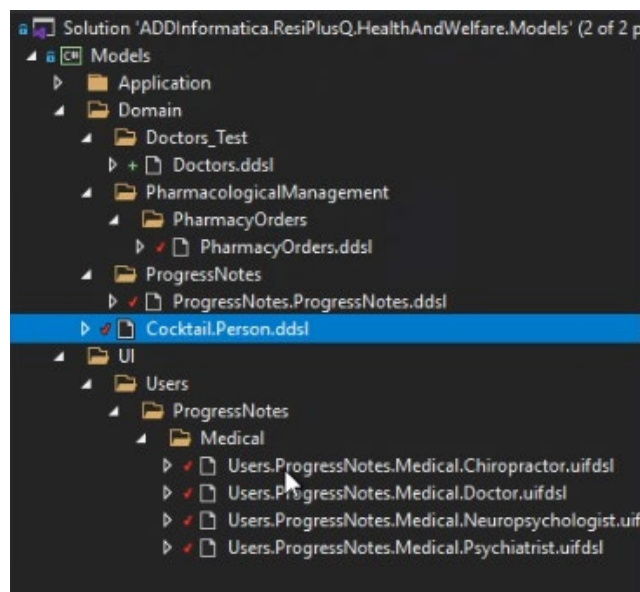 Solution 'ADDInformatica.ResiPlusQ.HealthAndWelfare.Models' (2 of 2 p
C# Models
Application
Domain
Doctors_Test
+ Doctors.ddsl
PharmacologicalManagement
PharmacyOrders
PharmacyOrders.ddsl
ProgressNotes
ProgressNotes.ProgressNotes.ddsl
Cocktail.Person.ddsl
UI
Users
ProgressNotes
Medical
Users.ProgressNotes.Medical.Chiropractor.uifdsl
Users.ProgressNotes.Medical.Doctor.uifdsl
Users.ProgressNotes.Medical.Neuropsychologist.uif
Users.ProgressNotes.Medical.Psychiatrist.uifdsl